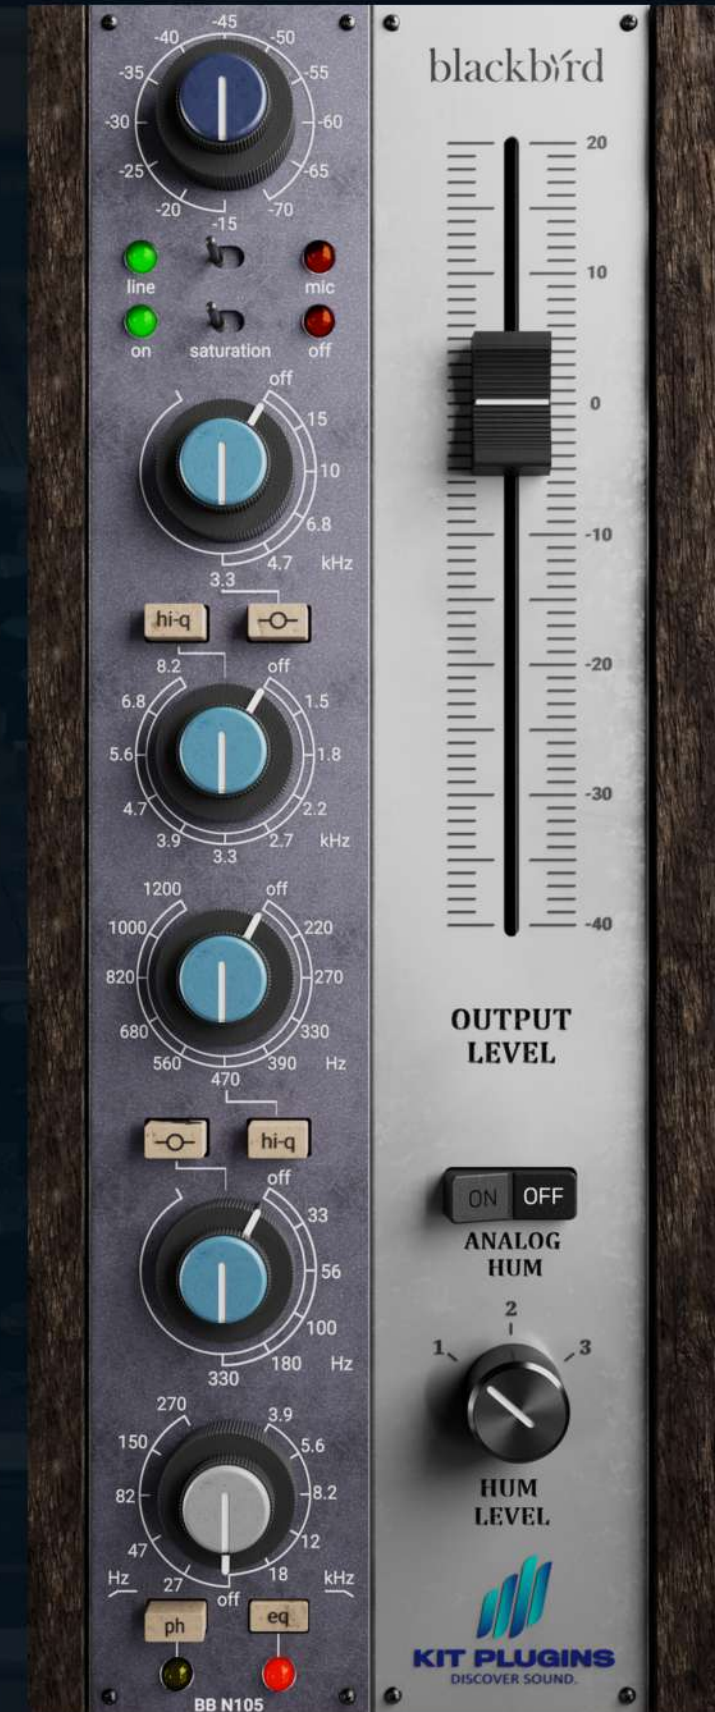 -45
-40
-50
-35
-55
-30
-60
-25
-65
-20
-70
-15
line
mic
on
saturation
off
off
15
10
6.8
4.7
kHz
3.3
hi-q
8.2
off
6.8
1.5
5.6
1.8
4.7
2.2
3.9
2.7
kHz
3.3
1200
off
1000
220
820
270
680
330
560
390
Hz
470
hi-q
off
33
56
100
180
Hz
330
270
3.9
150
5.6
82
8.2
47
12
Hz
27
18
kHz
off
ph
eq
BB N105
blackbird
20
10
0
-10
-20
-30
-40
OUTPUT
LEVEL
ON
OFF
ANALOG
HUM
2
1
3
HUM
LEVEL
KIT PLUGINS
DISCOVER SOUND.